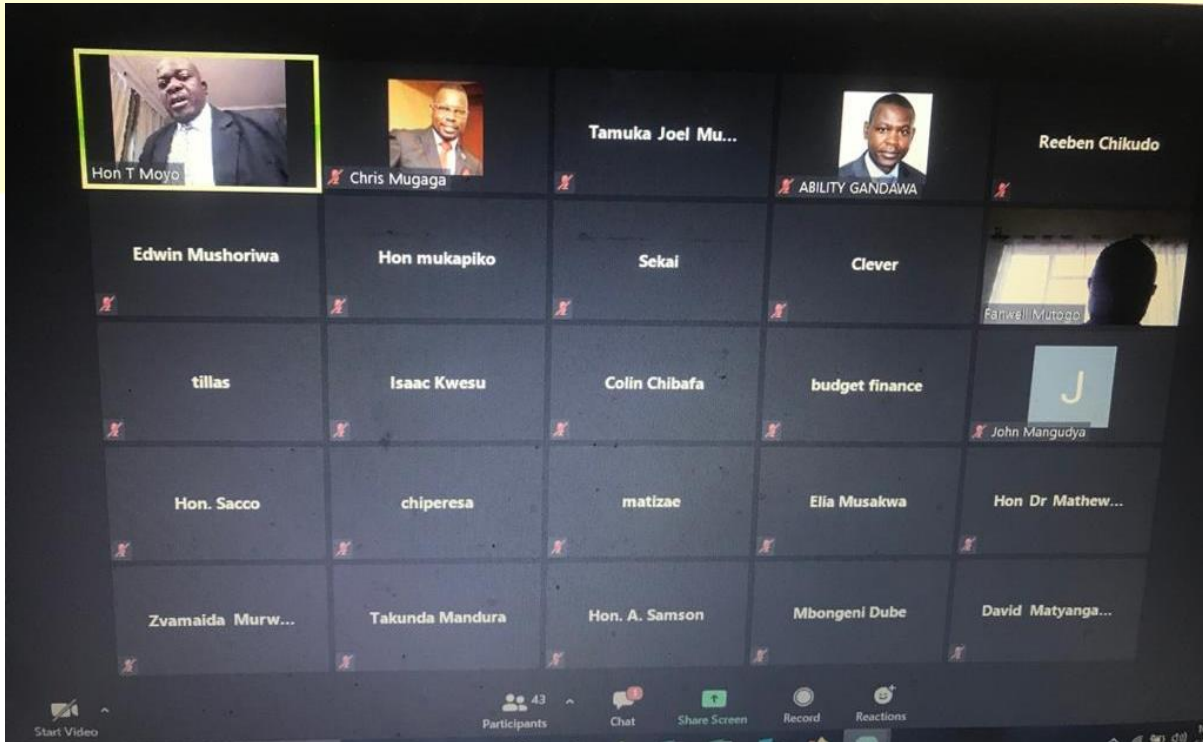 Hon T Moyo
Chris Mugaga
Tamuka Joel Mu...
ABILITY GANDAWA
Reeben Chikudo
Edwin Mushoriwa
Hon mukapiko
Sekai
Clever
Fanwell Mutogo
tillas
Isaac Kwesu
Colin Chibafa
budget finance
J
John Mangudya
Hon. Sacco
chiperesa
matizae
Elia Musakwa
Hon Dr Mathew...
Zvamaida Murw...
Takunda Mandura
Hon. A. Samson
Mbongeni Dube
David Matyanga...
Start Video
43
Participants
Chat
Share Screen
Record
Reactions